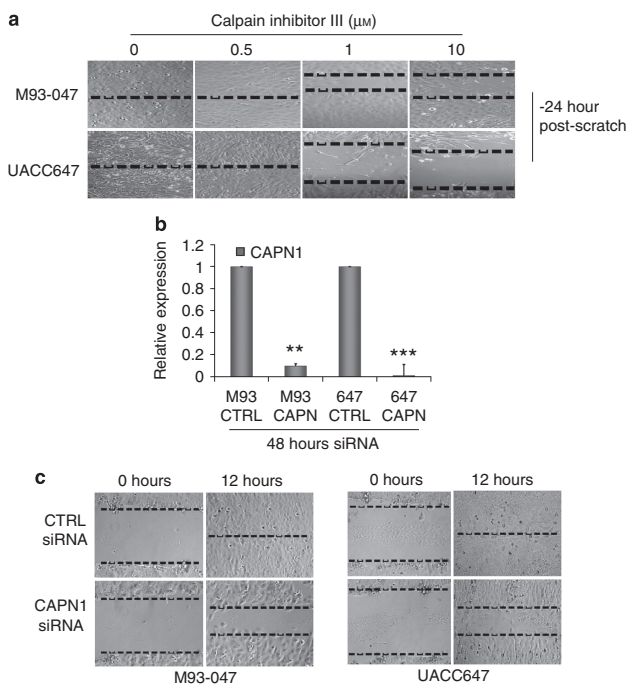 a
Calpain inhibitor III (μM)
0 0.5 1 10
M93-047
UACC647
-24 hour
post-scratch
b
1.2
1
0.8
0.6
0.4
0.2
0
Relative expression
CAPN1
**
***
M93 M93 647 647
CTRL CAPN CTRL CAPN
48 hours siRNA
c
0 hours 12 hours 0 hours 12 hours
CTRL
siRNA
CAPN1
siRNA
M93-047 UACC647